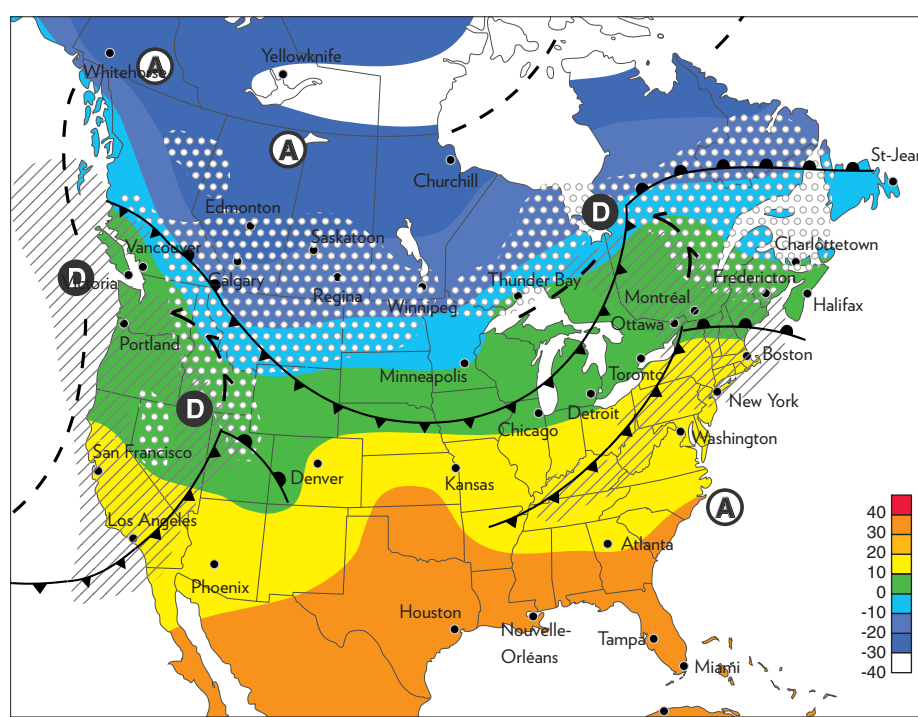 A
Whitehorse
Yellowknife
A
Churchill
St-Jean
D
Edmonton
Saskatoon
Vancouver
Charlottetown
D
Victoria
Calgary
Regina
Winnipeg
Thunder Bay
Fredericton
Montréal
Halifax
Ottawa
Portland
Minneapolis
Toronto
Boston
D
Chicago
Detroit
New York
San Francisco
Denver
Kansas
Washington
Los Angeles
A
Atlanta
Phoenix
Houston
Nouvelle-
Orléans
Tampa
Miami
40
30
20
10
0
-10
-20
-30
-40